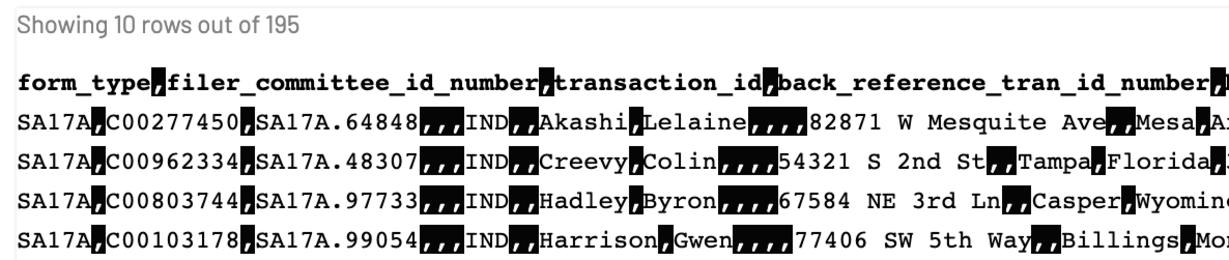 Showing 10 rows out of 195
form_type,filer_committee_id_number,transaction_id,back_reference_tran_id_number,
SA17A,C00277450,SA17A.64848,,,IND,,Akashi,Lelaine,,,,82871 W Mesquite Ave,,Mesa,A
SA17A,C00962334,SA17A.48307,,,IND,,Creevy,Colin,,,,54321 S 2nd St,,Tampa,Florida,
SA17A,C00803744,SA17A.97733,,,IND,,Hadley,Byron,,,,67584 NE 3rd Ln,,Casper,Wyomin
SA17A,C00103178,SA17A.99054,,,IND,,Harrison,Gwen,,,,77406 SW 5th Way,,Billings,Mo